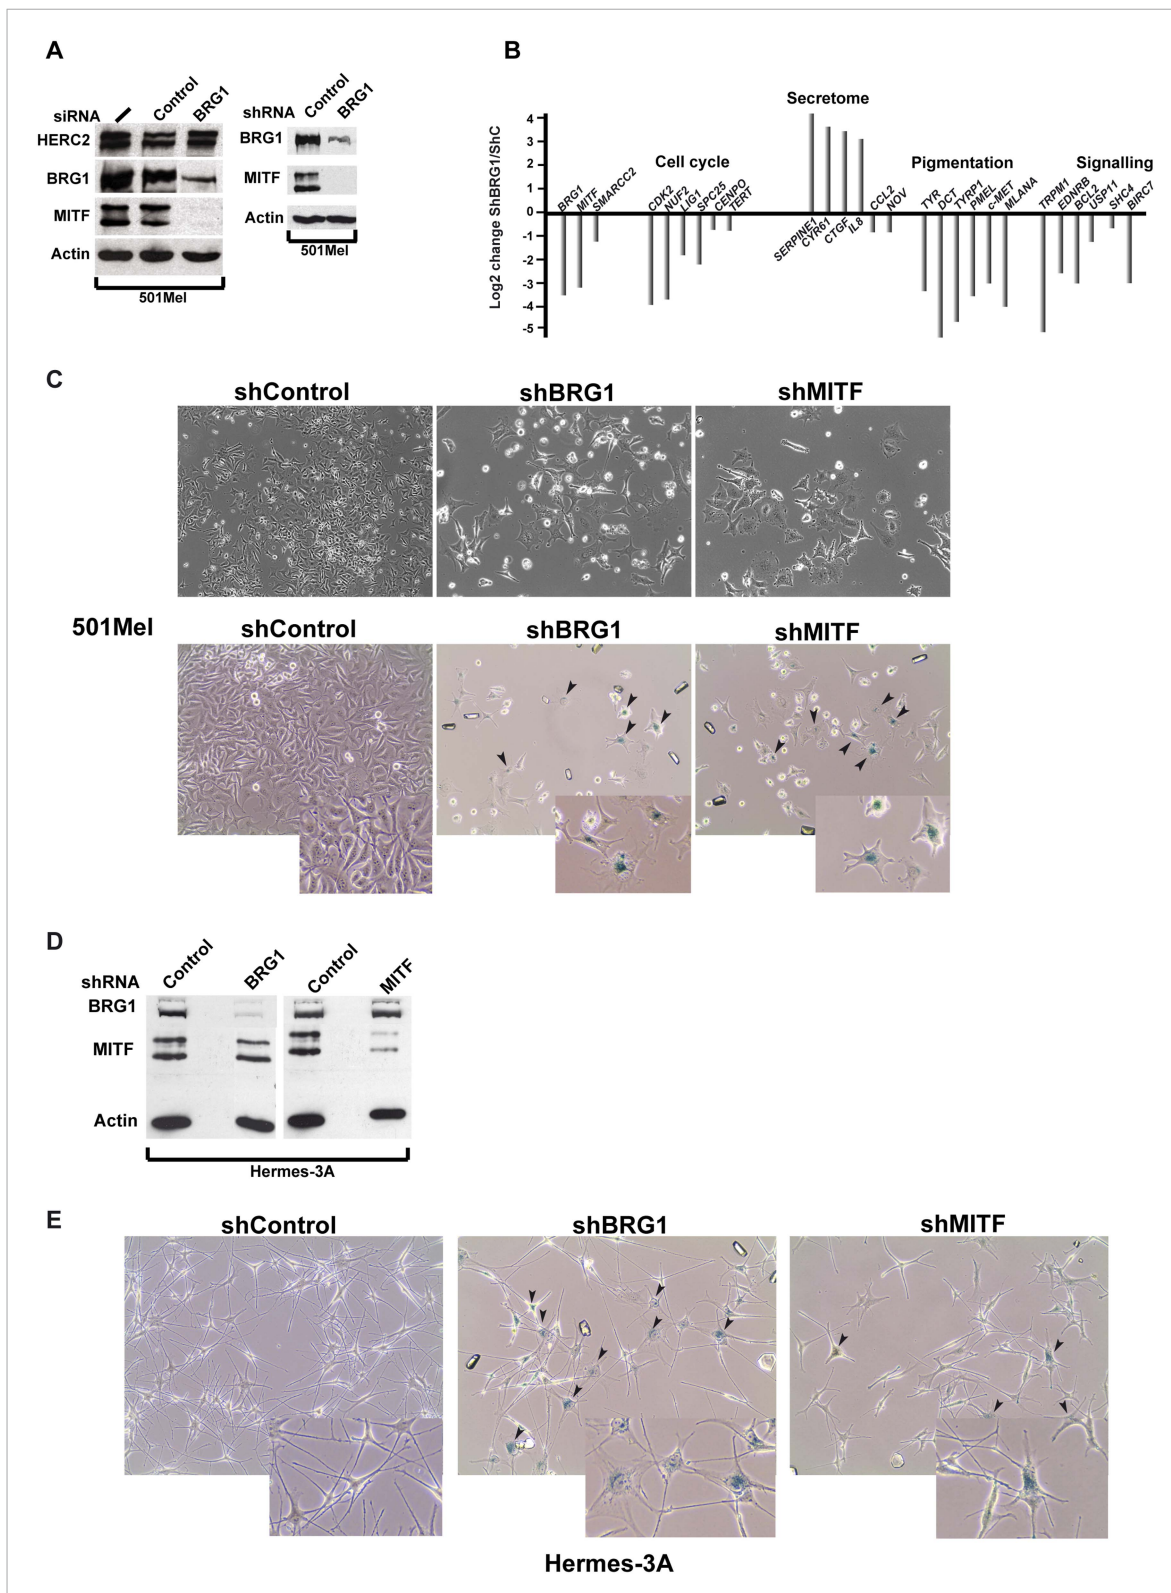 A
siRNA
Control
BRG1
HERC2
BRG1
MITF
Actin
501Mel
shRNA
Control
BRG1
BRG1
MITF
Actin
501Mel
B
Log2 change ShBRG1/ShC
4
3
2
1
0
-1
-2
-3
-4
-5
BRG1
MITF
SMARCC2
Cell cycle
CDK2
NUF2
LIG1
SPC25
CENPO
TERT
Secretome
SERPINE1
CYR61
CTGF
IL8
CCL2
NOV
Pigmentation
TYR
DCT
TYRP1
PMEL
c-MET
MLANA
Signalling
TRPM1
EDNRB
BCL2
USP11
SHC4
BIRC7
C
shControl
shBRG1
shMITF
501Mel
shControl
shBRG1
shMITF
D
shRNA
Control
BRG1
Control
MITF
BRG1
MITF
Actin
Hermes-3A
E
shControl
shBRG1
shMITF
Hermes-3A